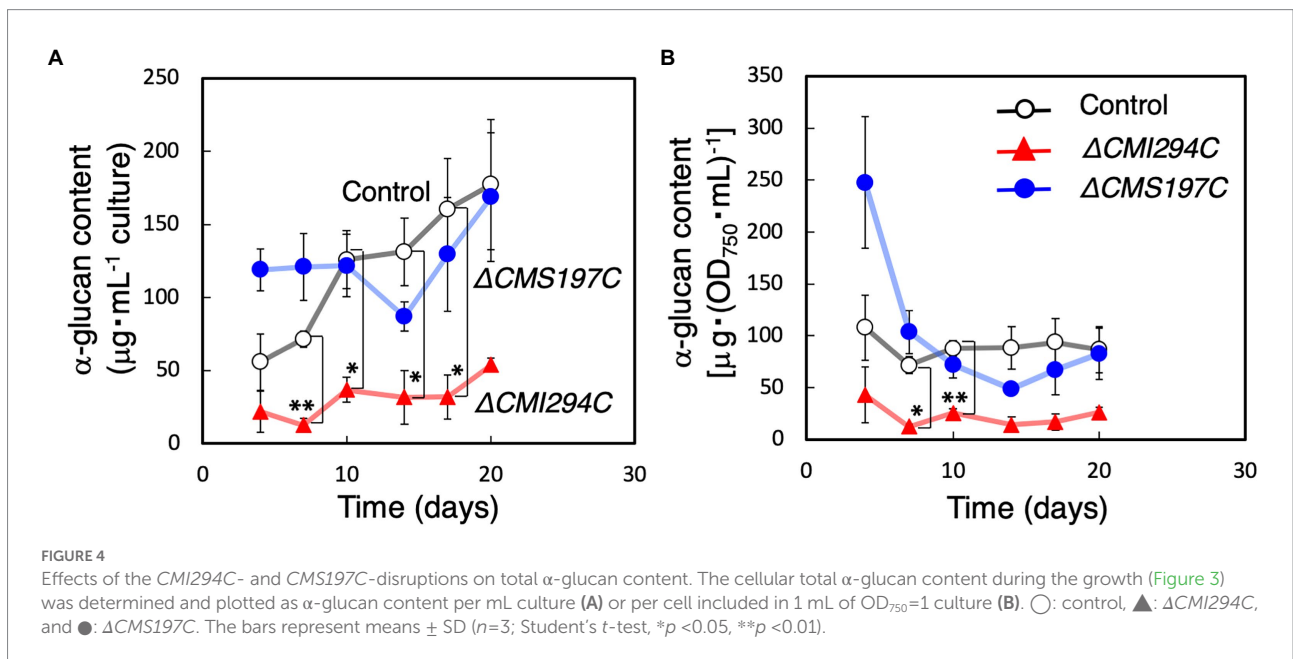 A
250
200
150
100
50
0
0
10
20
30
α-glucan content
(μg·mL⁻¹ culture)
Time (days)
Control
ΔCMS197C
ΔCMI294C
**
*
*
*
B
350
300
250
200
150
100
50
0
0
10
20
30
α-glucan content
[μg·(OD₇₅₀·mL)⁻¹]
Time (days)
Control
ΔCMI294C
ΔCMS197C
*
**
FIGURE 4
Effects of the CMI294C- and CMS197C-disruptions on total α-glucan content. The cellular total α-glucan content during the growth (Figure 3)
was determined and plotted as α-glucan content per mL culture (A) or per cell included in 1 mL of OD₇₅₀=1 culture (B). ○: control, ▲: ΔCMI294C,
and ●: ΔCMS197C. The bars represent means ± SD (n=3; Student's t-test, *p <0.05, **p <0.01).